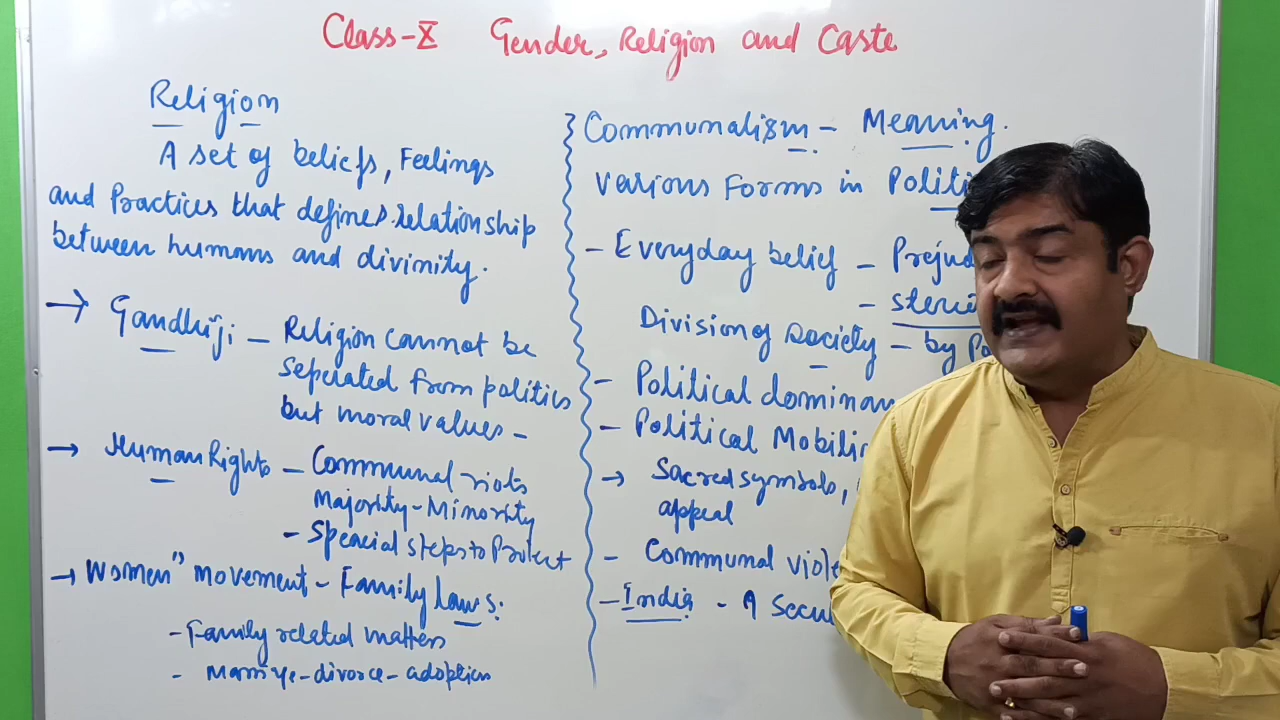 Class-X Gender, Religion and Caste
Religion
A set of beliefs, Feelings
and Practices that defines relationship
between humans and divinity.
→ Gandhiji – Religion cannot be
seperated from politics
but moral values –
→ Human Rights – Communal riots
Majority-Minority
- Speacial steps to Protect
→ Women" movement – Family laws.
- Family related matters
- Marriage-divorce-adoption
Communalism – Meaning.
various Forms in
- Everyday belief –
Division of society – by
- Political dominan
- Political Mobili
→ Sacred symbols,
appeal
- Communal viole
- India - A Secu